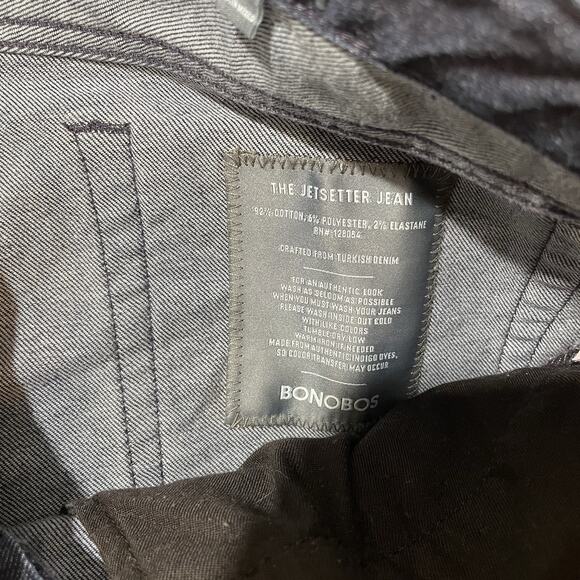 THE JETSETTER JEAN
92% COTTON, 6% POLYESTER, 2% ELASTANE
RN#: 128054
CRAFTED FROM TURKISH DENIM
FOR AN AUTHENTIC LOOK
WASH AS SELDOM AS POSSIBLE
WHEN YOU MUST WASH YOUR JEANS
PLEASE WASH INSIDE OUT COLD
WITH LIKE COLORS
TUMBLE DRY LOW
WARM IRON IF NEEDED
MADE FROM AUTHENTIC INDIGO DYES,
SO COLOR TRANSFER MAY OCCUR
BONOBOS